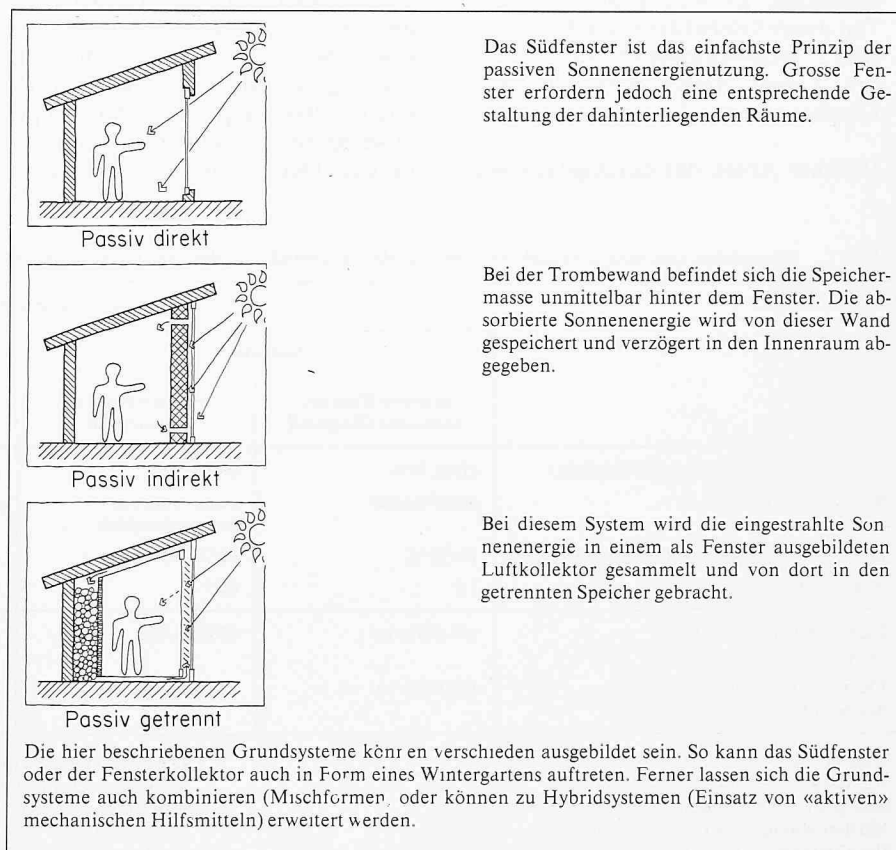 Das Südfenster ist das einfachste Prinzip der
passiven Sonnenenergienutzung. Grosse Fen-
ster erfordern jedoch eine entsprechende Ge-
staltung der dahinterliegenden Räume.
Passiv direkt
Bei der Trombewand befindet sich die Speicher-
masse unmittelbar hinter dem Fenster. Die ab-
sorbierte Sonnenenergie wird von dieser Wand
gespeichert und verzögert in den Innenraum ab-
gegeben.
Passiv indirekt
Bei diesem System wird die eingestrahlte Son
nenenergie in einem als Fenster ausgebildeten
Luftkollektor gesammelt und von dort in den
getrennten Speicher gebracht.
Passiv getrennt
Die hier beschriebenen Grundsysteme können verschieden ausgebildet sein. So kann das Südfenster
oder der Fensterkollektor auch in Form eines Wintergartens auftreten. Ferner lassen sich die Grund-
systeme auch kombinieren (Mischformen, oder können zu Hybridsystemen (Einsatz von «aktiven»
mechanischen Hilfsmitteln) erweitert werden.